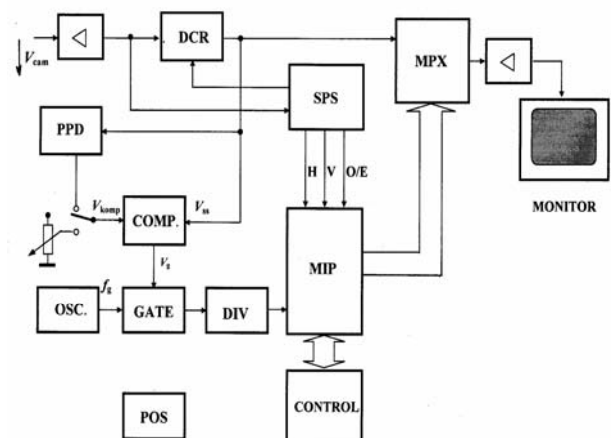 V_cam
DCR
MPX
SPS
PPD
H V O/E
MONITOR
V_komp
COMP.
V_ss
V_g
MIP
f_g
OSC.
GATE
DIV
POS
CONTROL